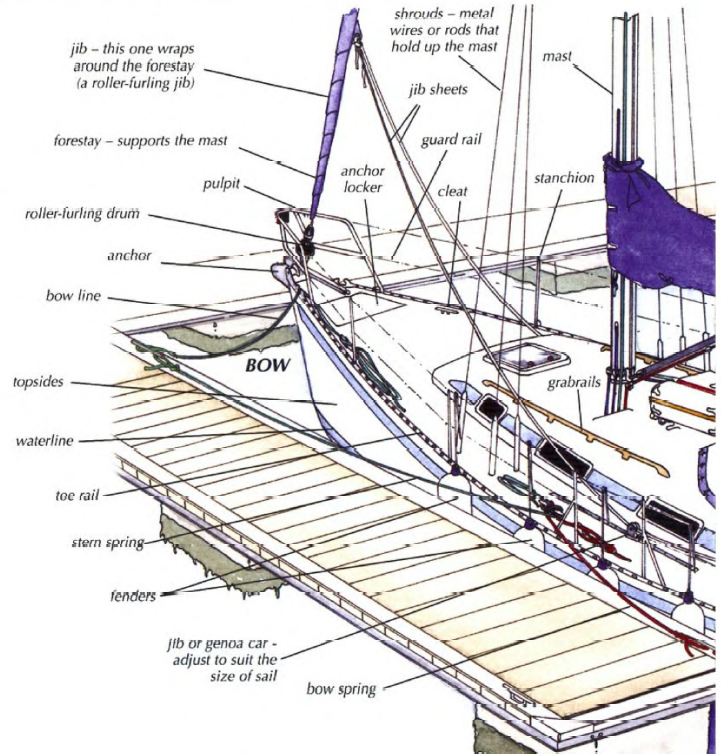 shrouds – metal
wires or rods that
hold up the mast
jib – this one wraps
around the forestay
(a roller-furling jib)
mast
jib sheets
forestay – supports the mast
guard rail
pulpit
anchor
locker
cleat
stanchion
roller-furling drum
anchor
bow line
BOW
topsides
grabrails
waterline
toe rail
stern spring
fenders
jib or genoa car -
adjust to suit the
size of sail
bow spring